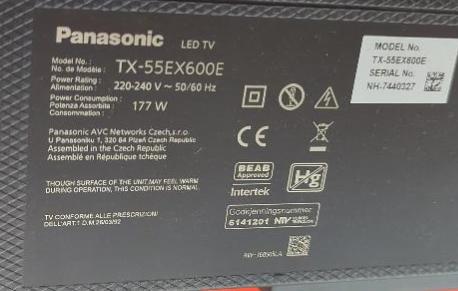 Panasonic LED TV
Model No. :
No. de Modèle : TX-55EX600E
Power Rating :
Alimentation : 220-240 V ~ 50/60 Hz
Power Consumption :
Potenza Assorbita : 177 W
Consommation :
Panasonic AVC Networks Czech,s.r.o.
U Panasoniku 1, 320 84 Plzeň Czech Republic
Assembled in the Czech Republic
Assemblé en République tchèque
THOUGH SURFACE OF THE UNIT MAY FEEL WARM
DURING OPERATION, THIS CONDITION IS NORMAL.
TV CONFORME ALLE PRESCRIZIONI
DELL'ART.1 D.M.26/03/92
MODEL No.
TX-55EX600E
SERIAL No.
NH-7440327
CE
BEAB
Approved
Intertek
Hg
Godkjenningsnummer
6141201